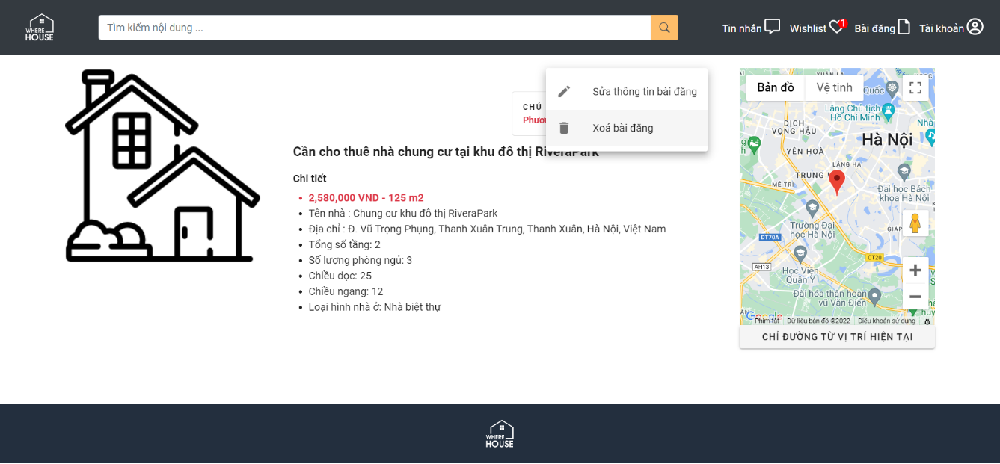 WHERE
HOUSE
Tìm kiếm nội dung ...
Tin nhắn
Wishlist
1
Bài đăng
Tài khoản
CHỦ
Sửa thông tin bài đăng
Xoá bài đăng
Cần cho thuê nhà chung cư tại khu đô thị RiveraPark
Chi tiết
2,580,000 VND - 125 m2
Tên nhà : Chung cư khu đô thị RiveraPark
Địa chỉ : Đ. Vũ Trọng Phụng, Thanh Xuân Trung, Thanh Xuân, Hà Nội, Việt Nam
Tổng số tầng: 2
Số lượng phòng ngủ: 3
Chiều dọc: 25
Chiều ngang: 12
Loại hình nhà ở: Nhà biệt thự
Bản đồ
Vệ tinh
Quốc
Lăng Chủ tịch
Hồ Chí Minh
Nhà
DỊCH
VỌNG HẬU
Hà Nội
YÊN HOÀ
LÁNG HẠ
TRUNG
MỄ TRÌ
Đại học Bách
khoa Hà Nội
Trường Đại
học Hà Nội
GIÁP
DT70A
CT20
AH13
Học Viện
Quân Y
Đài hóa thân hoàn
vũ Văn Điển
Google
Phím tắt
Dữ liệu bản đồ ©2022
Điều khoản sử dụng
CHỈ ĐƯỜNG TỪ VỊ TRÍ HIỆN TẠI
WHERE
HOUSE